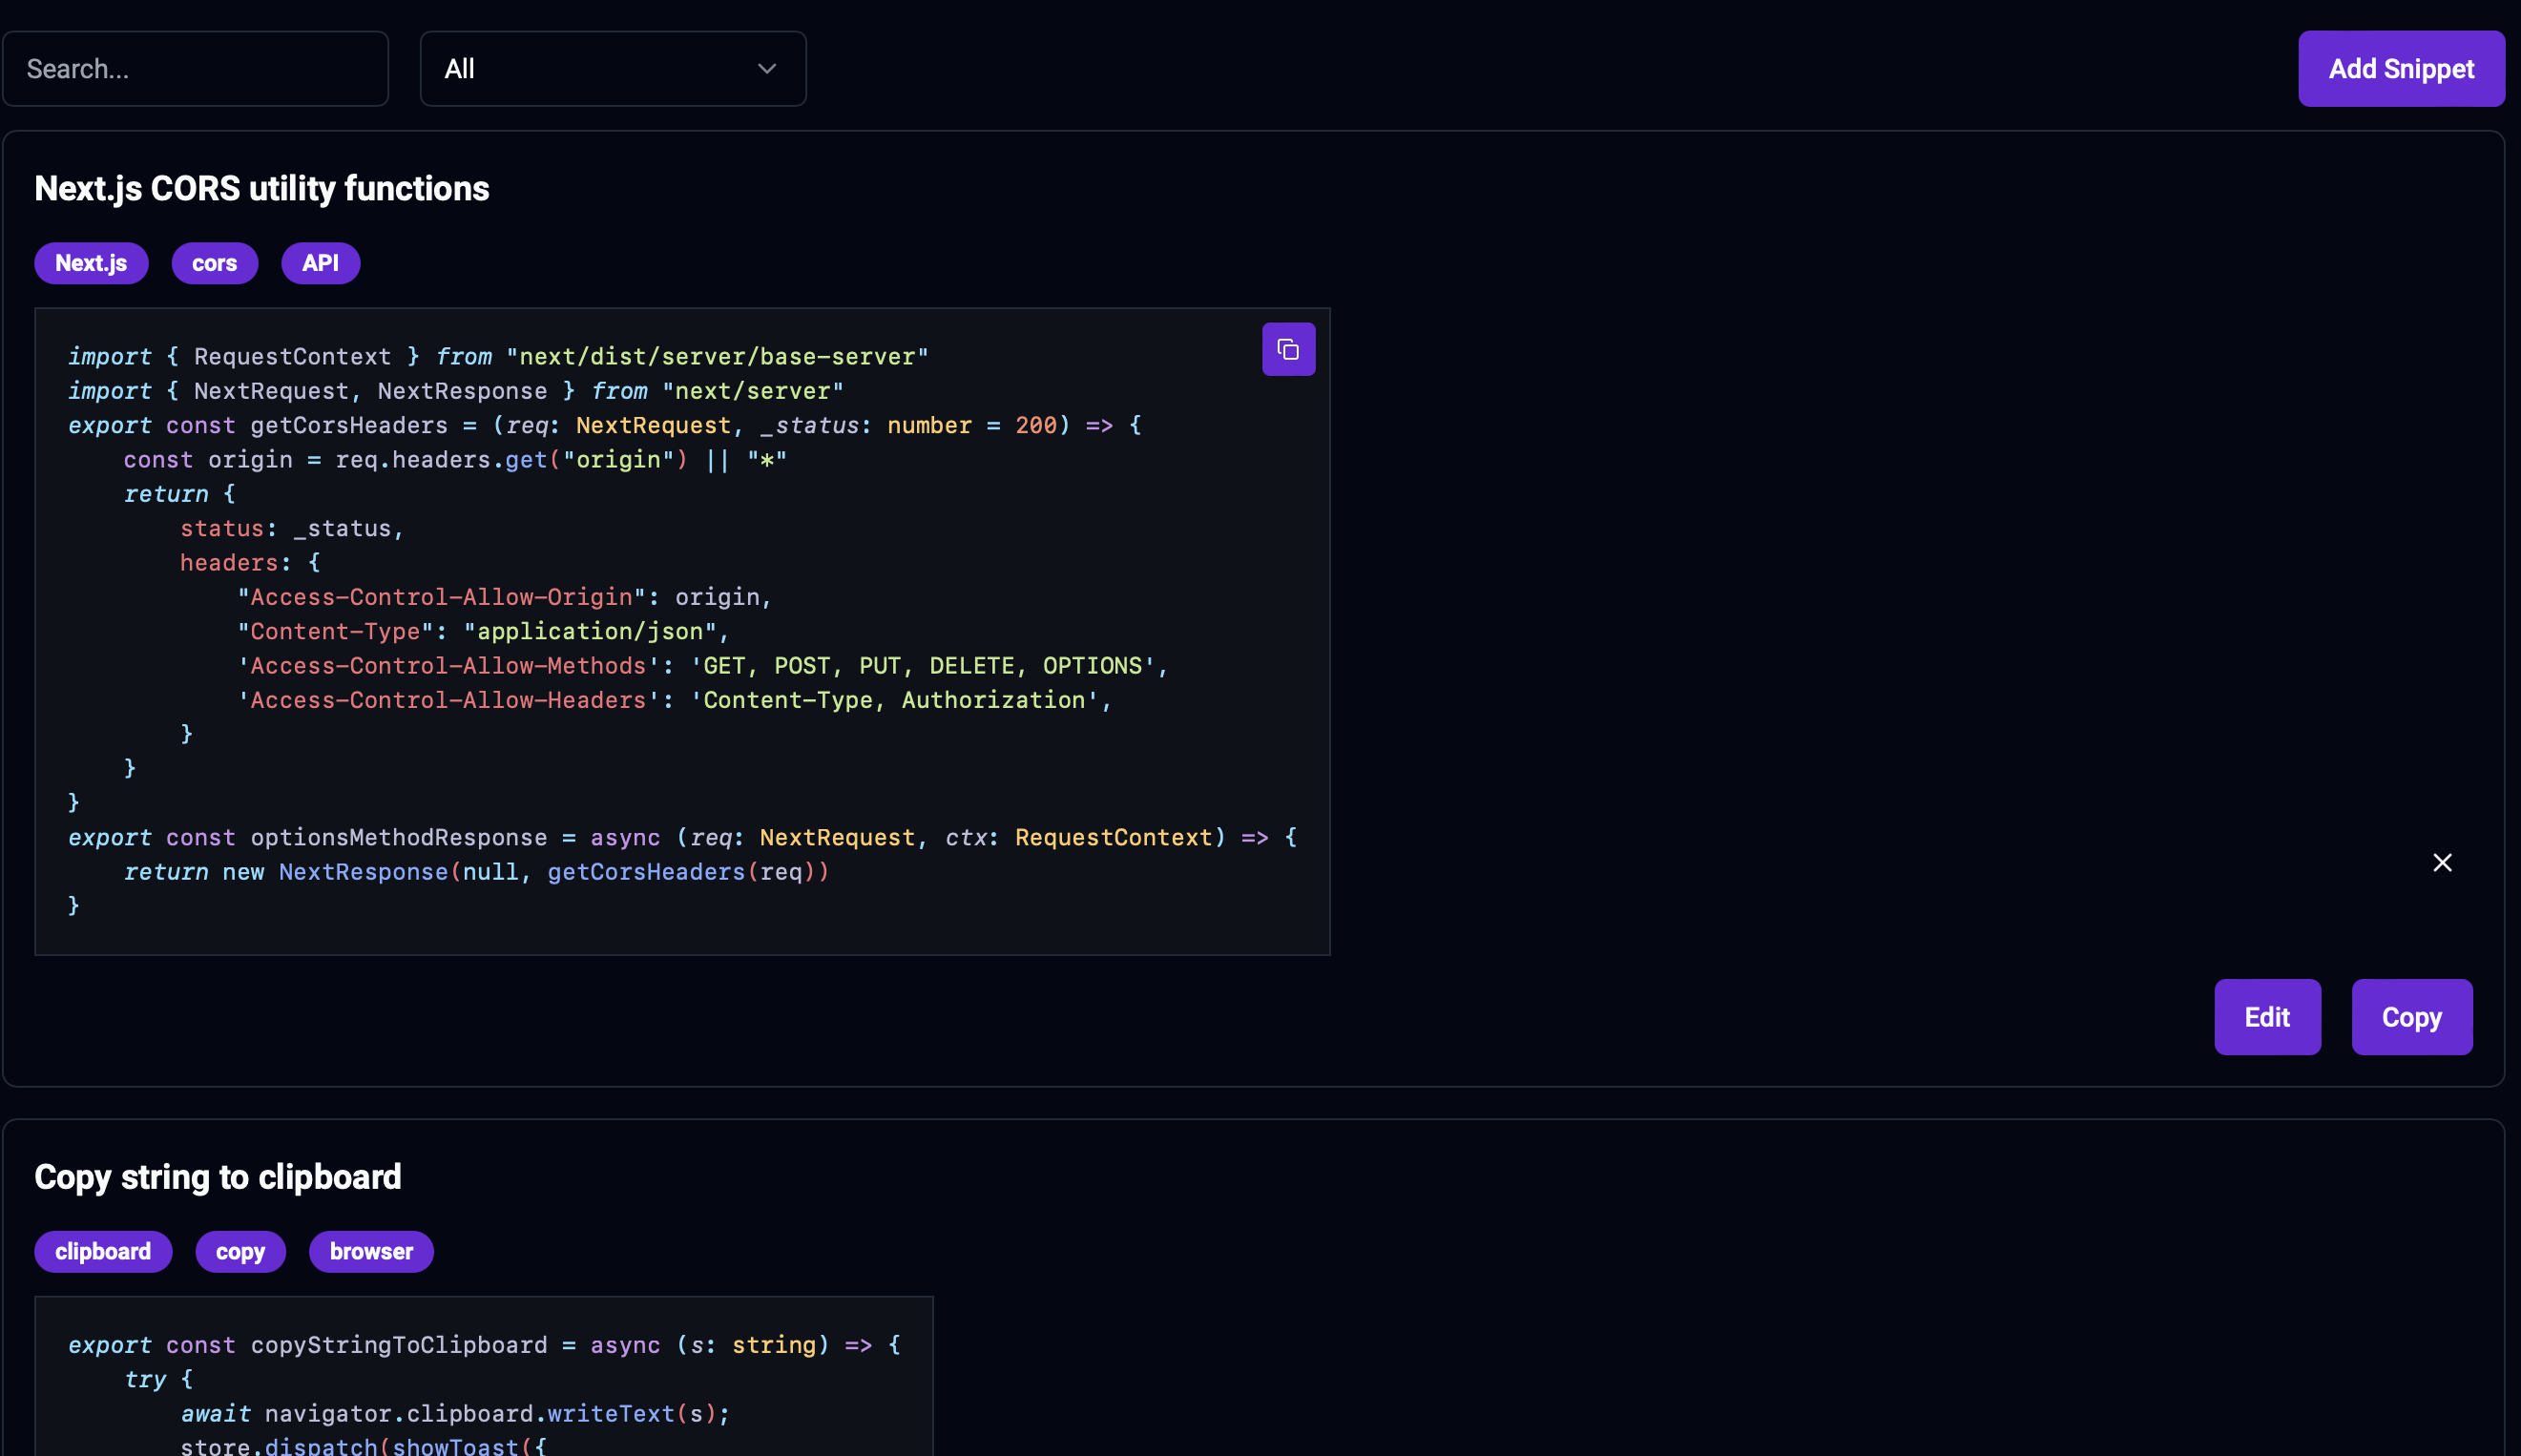 Search...
All
Add Snippet
Next.js CORS utility functions
Next.js cors API
import { RequestContext } from "next/dist/server/base-server"
import { NextRequest, NextResponse } from "next/server"
export const getCorsHeaders = (req: NextRequest, _status: number = 200) => {
    const origin = req.headers.get("origin") || "*"
    return {
        status: _status,
        headers: {
            "Access-Control-Allow-Origin": origin,
            "Content-Type": "application/json",
            'Access-Control-Allow-Methods': 'GET, POST, PUT, DELETE, OPTIONS',
            'Access-Control-Allow-Headers': 'Content-Type, Authorization',
        }
    }
}
export const optionsMethodResponse = async (req: NextRequest, ctx: RequestContext) => {
    return new NextResponse(null, getCorsHeaders(req))
}
Edit Copy
Copy string to clipboard
clipboard copy browser
export const copyStringToClipboard = async (s: string) => {
    try {
        await navigator.clipboard.writeText(s);
        store.dispatch(showToast({